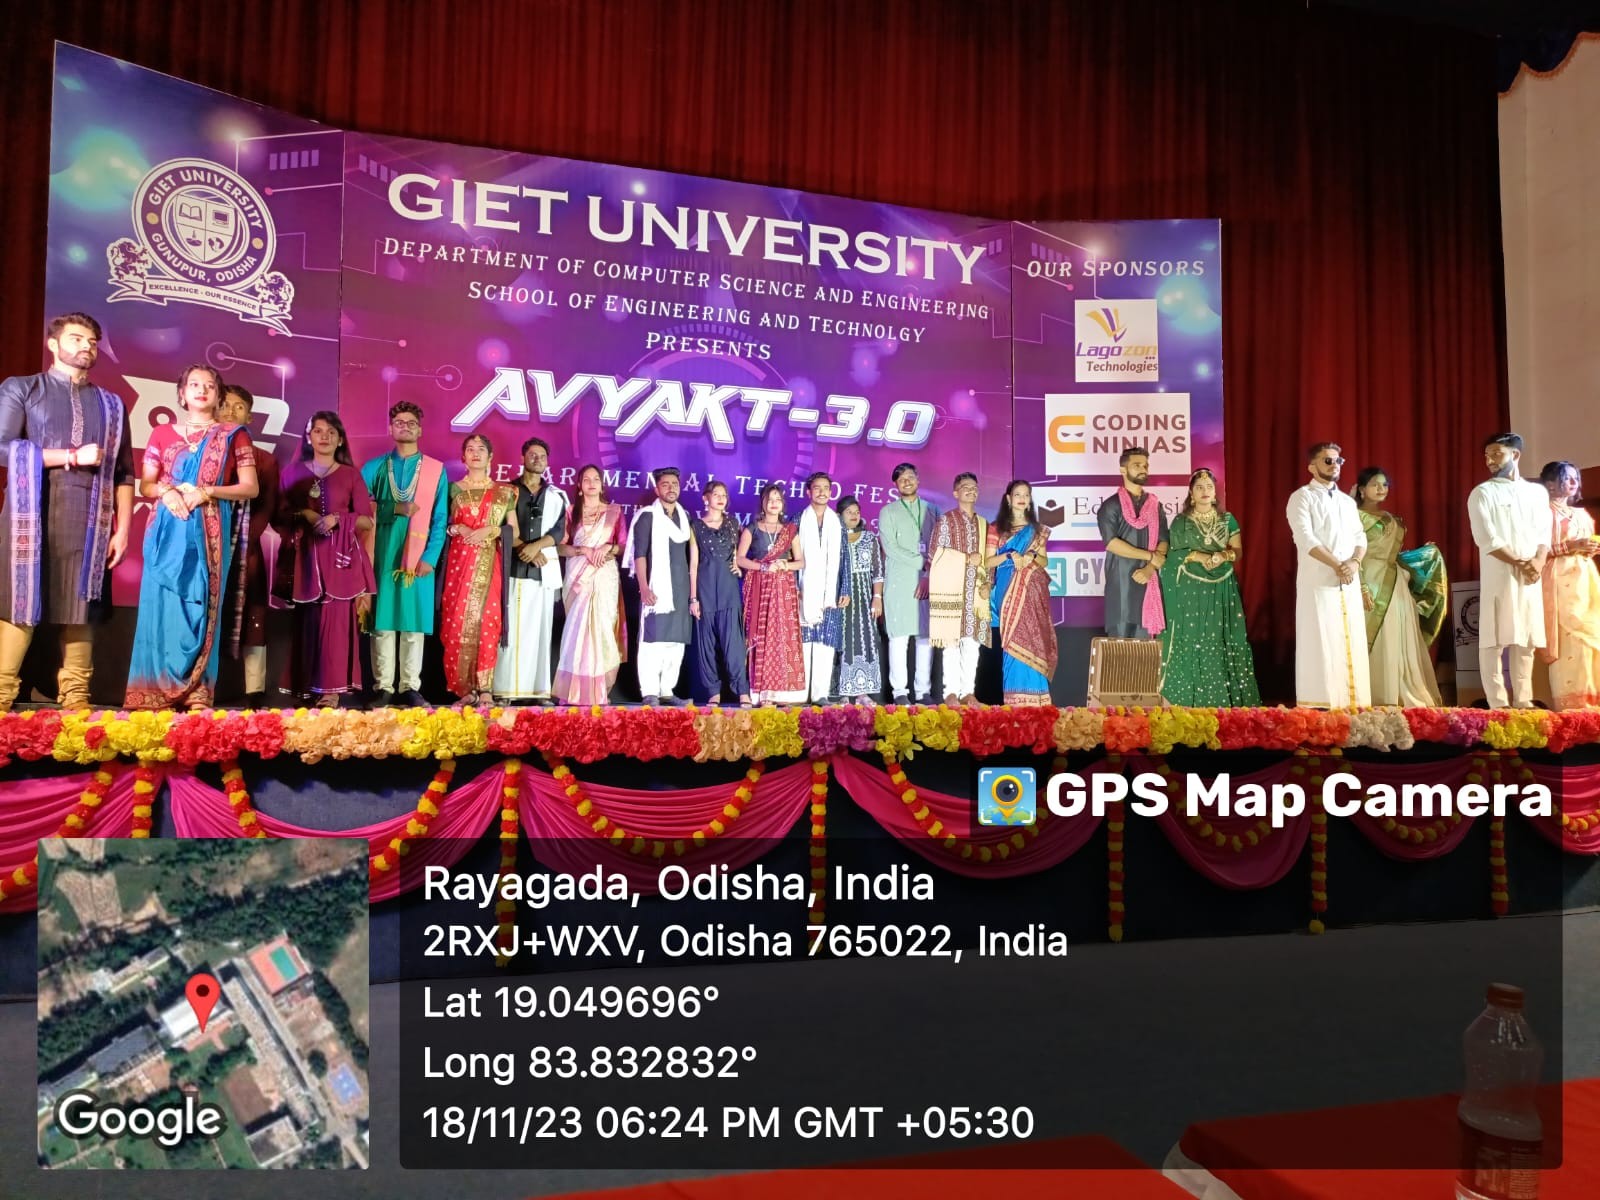 GIET UNIVERSITY
GUNUPUR, ODISHA
EXCELLENCE - OUR ESSENCE
GIET UNIVERSITY
DEPARTMENT OF COMPUTER SCIENCE AND ENGINEERING
SCHOOL OF ENGINEERING AND TECHNOLGY
PRESENTS
AVYAKT-3.0
OUR SPONSORS
Lagozon
Technologies
CODING
NINJAS
GPS Map Camera
Rayagada, Odisha, India
2RXJ+WXV, Odisha 765022, India
Lat 19.049696°
Long 83.832832°
18/11/23 06:24 PM GMT +05:30
Google